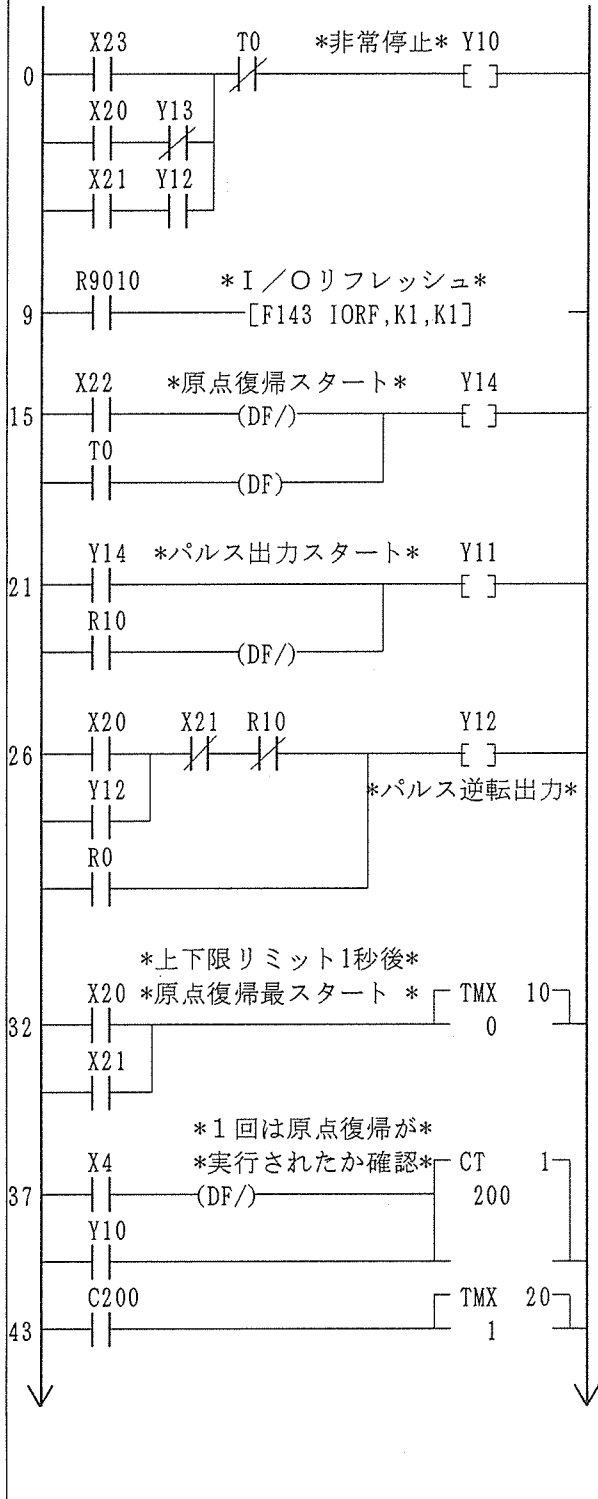 X23 T0 *非常停止* Y10
0 [ ]
X20 Y13
X21 Y12
R9010 *I／Oリフレッシュ*
9 [F143 IORF,K1,K1]
X22 *原点復帰スタート* Y14
15 (DF/) [ ]
T0
(DF)
Y14 *パルス出力スタート* Y11
21 [ ]
R10
(DF/)
X20 X21 R10 Y12
26 [ ]
Y12 *パルス逆転出力*
R0
*上下限リミット1秒後*
X20 *原点復帰最スタート * TMX 10
32 0
X21
*１回は原点復帰が*
X4 *実行されたか確認* CT 1
37 (DF/) 200
Y10
C200 TMX 20
43 1